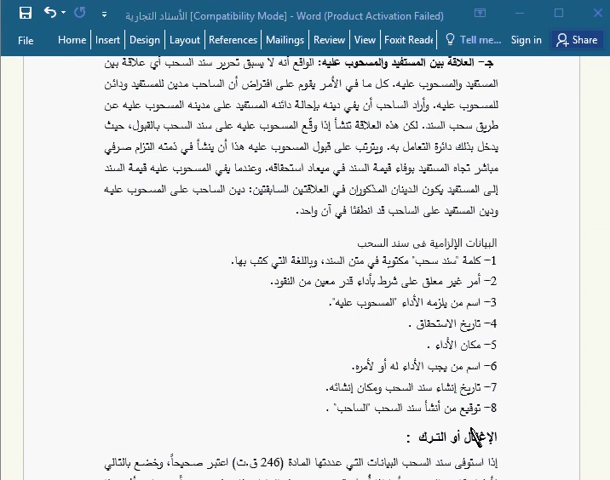 الأسناد التجارية [Compatibility Mode] - Word (Product Activation Failed)
File Home Insert Design Layout References Mailings Review View Foxit Readı Tell me... Sign in Share
جـ- العلاقة بين المستفيد والمسحوب عليه: الواقع أنه لا يسبق تحرير سند السحب أي علاقة بين
المستفيد والمسحوب عليه. كل ما في الأمر يقوم على افتراض أن الساحب مدين للمستفيد ودائن
للمسحوب عليه. وأراد الساحب أن يفي دينه بإحالة دائنه المستفيد على مدينه المسحوب عليه عن
طريق سحب السند. لكن هذه العلاقة تنشأ إذا وقّع المسحوب عليه على سند السحب بالقبول، حيث
يدخل بذلك دائرة التعامل به. ويترتب على قبول المسحوب عليه هذا أن ينشأ في ذمته التزام صرفي
مباشر تجاه المستفيد بوفاء قيمة السند في ميعاد استحقاقه. وعندما يفي المسحوب عليه قيمة السند
إلى المستفيد يكون الدينان المذكوران في العلاقتين السابقتين: دين الساحب على المسحوب عليه
ودين المستفيد على الساحب قد انطفئا في آن واحد.
البيانات الإلزامية في سند السحب
1- كلمة "سند سحب" مكتوبة في متن السند، وباللغة التي كتب بها.
2- أمر غير معلق على شرط بأداء قدر معين من النقود.
3- اسم من يلزمه الأداء "المسحوب عليه".
4- تاريخ الاستحقاق .
5- مكان الأداء .
6- اسم من يجب الأداء له أو لأمره.
7- تاريخ إنشاء سند السحب ومكان إنشائه.
8- توقيع من أنشأ سند السحب "الساحب" .
الإغفال أو الترك :
إذا استوفى سند السحب البيانات التي عددتها المادة (246 ق.ت) اعتبر صحيحاً، وخضع بالتالي